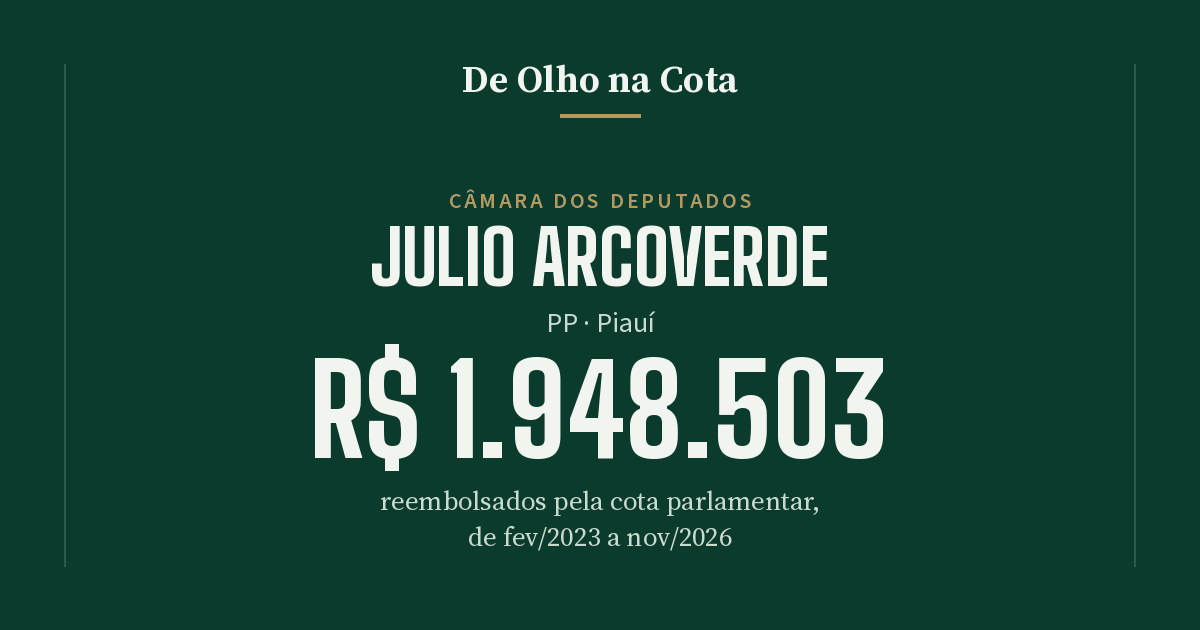 De Olho na Cota
CÂMARA DOS DEPUTADOS
JULIO ARCOVERDE
PP · Piauí
R$ 1.948.503
reembolsados pela cota parlamentar,
de fev/2023 a nov/2026